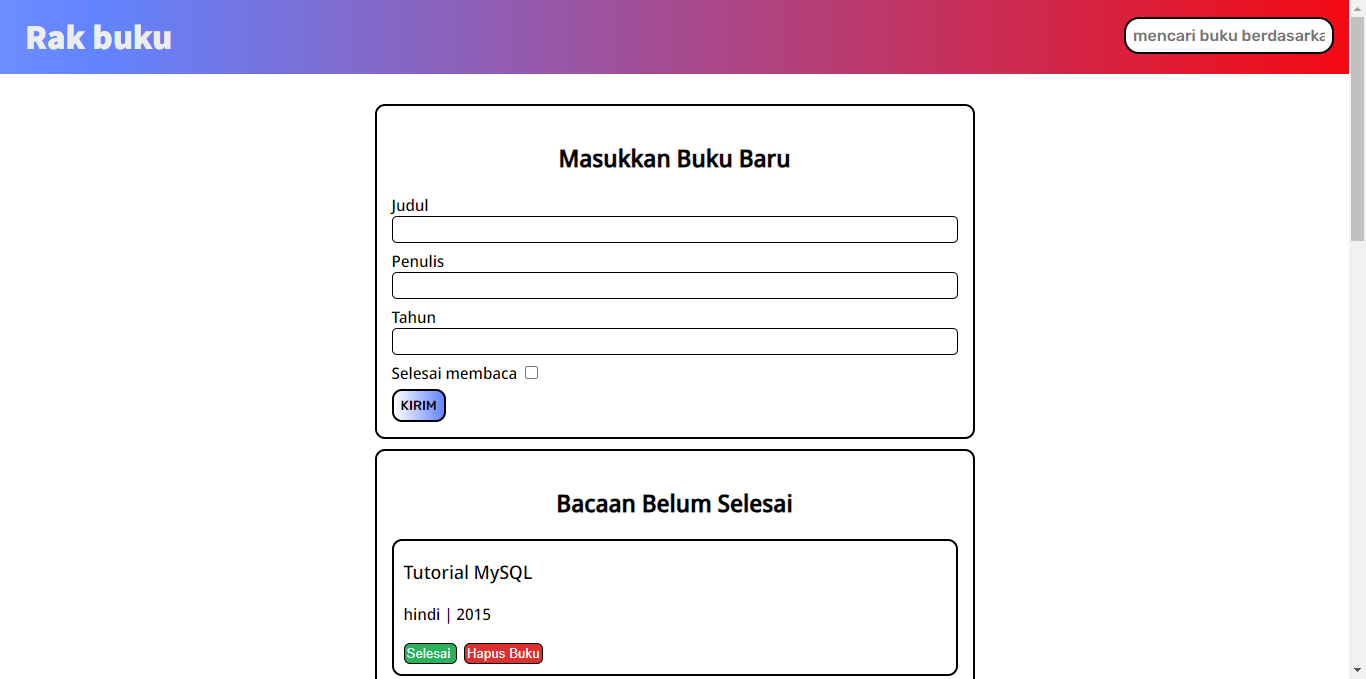 Rak buku
mencari buku berdasarka
Masukkan Buku Baru
Judul
Penulis
Tahun
Selesai membaca
KIRIM
Bacaan Belum Selesai
Tutorial MySQL
hindi | 2015
Selesai Hapus Buku